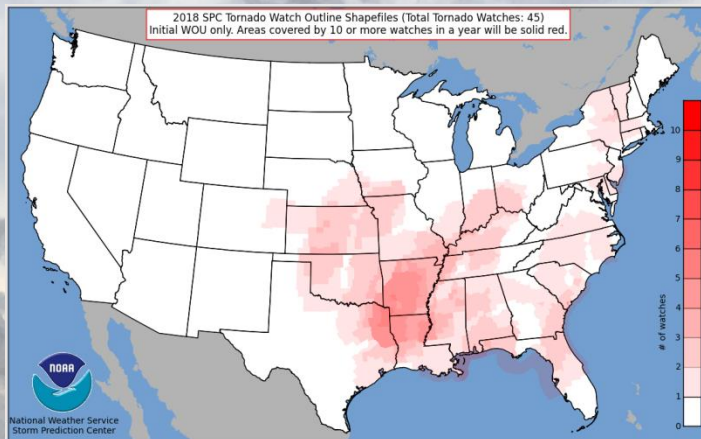 2018 SPC Tornado Watch Outline Shapefiles (Total Tornado Watches: 45)
Initial WOU only. Areas covered by 10 or more watches in a year will be solid red.
10
9
8
7
6
5
4
3
2
1
0
# of watches
NOAA
National Weather Service
Storm Prediction Center